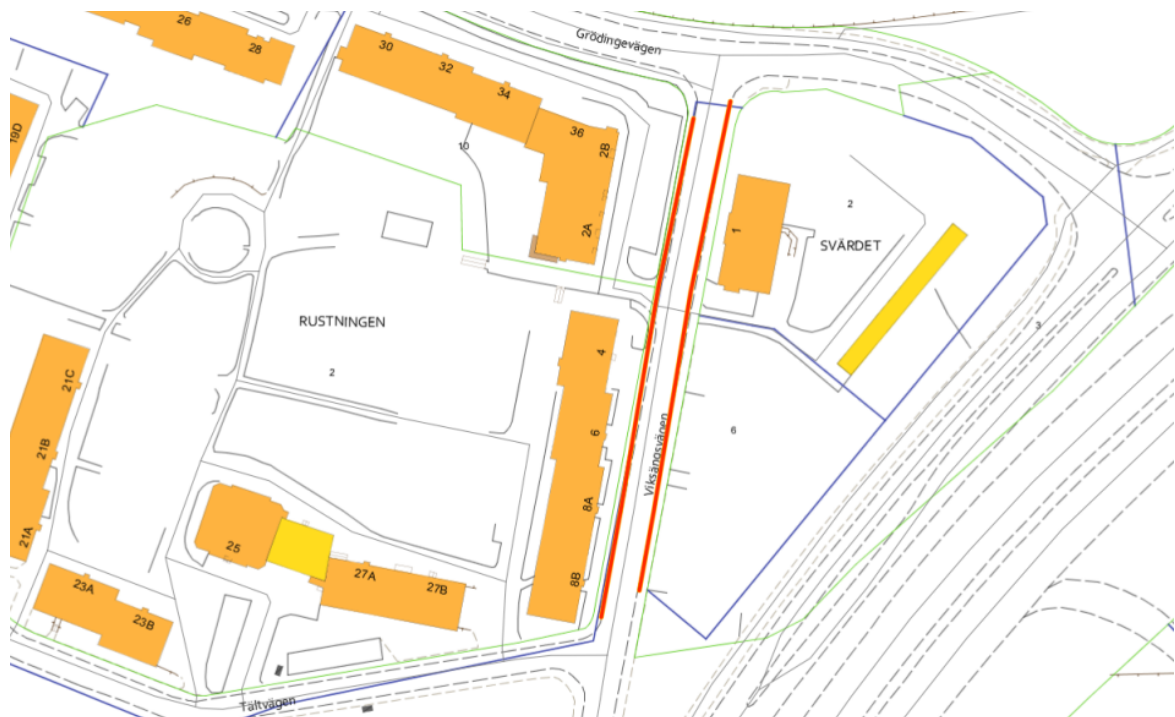 26
28
30
32
34
36
2B
2A
10
19D
Grödingevägen
1
2
SVÄRDET
3
RUSTNINGEN
2
4
6
6
8A
8B
Viksängsvägen
21C
21B
21A
25
27A
27B
23A
23B
Tältvägen